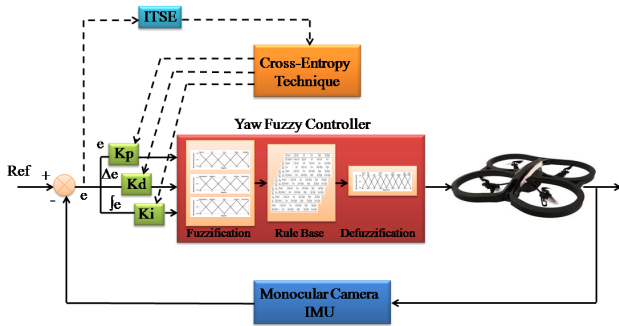 ITSE
Cross-Entropy
Technique
Yaw Fuzzy Controller
e
Kp
Ref
+
Δe
e
Kd
-
∫e
Ki
Fuzzification
Rule Base
Defuzzification
Monocular Camera
IMU